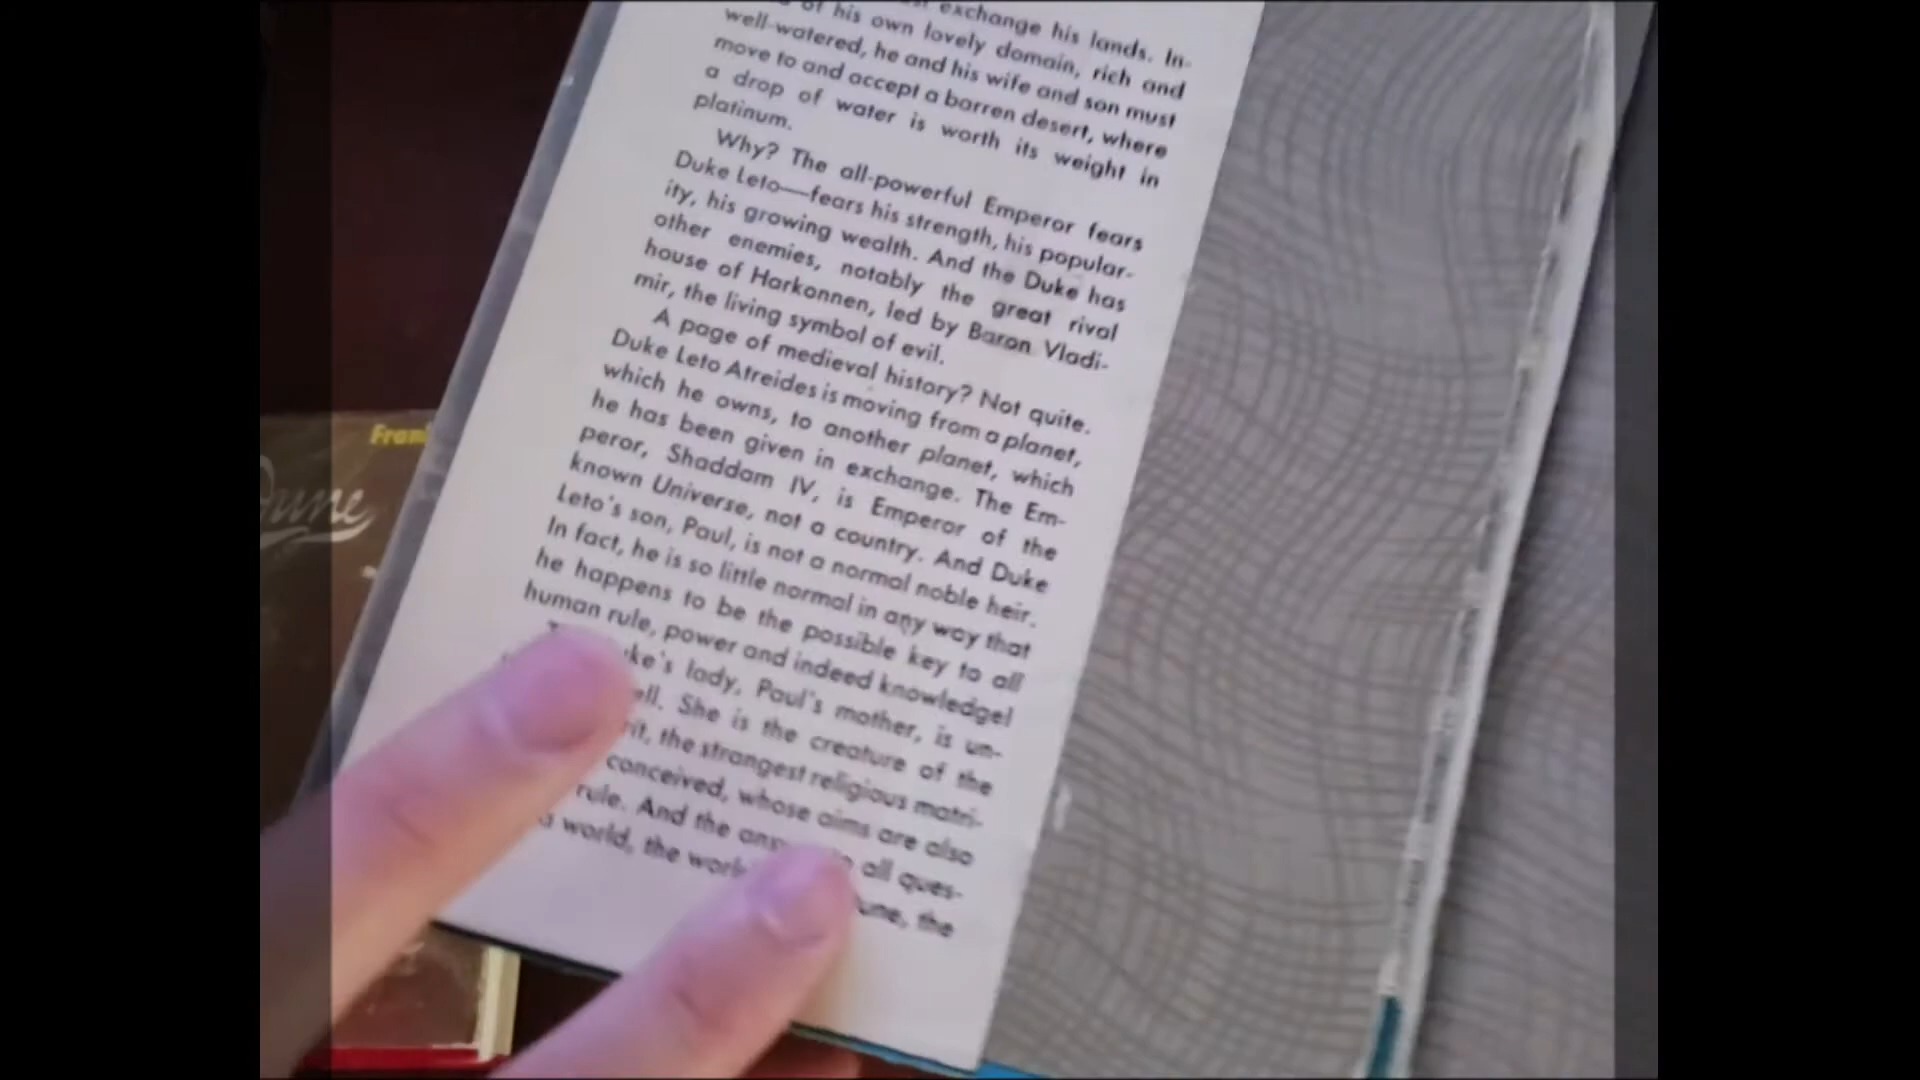 exchange his lands. In-
of his own lovely domain, rich and
well-watered, he and his wife and son must
move to and accept a barren desert, where
a drop of water is worth its weight in
platinum.
Why? The all-powerful Emperor fears
Duke Leto—fears his strength, his popular-
ity, his growing wealth. And the Duke has
other enemies, notably the great rival
house of Harkonnen, led by Baron Vladi-
mir, the living symbol of evil.
A page of medieval history? Not quite.
Duke Leto Atreides is moving from a planet,
which he owns, to another planet, which
he has been given in exchange. The Em-
peror, Shaddam IV, is Emperor of the
known Universe, not a country. And Duke
Leto's son, Paul, is not a normal noble heir.
In fact, he is so little normal in any way that
he happens to be the possible key to all
human rule, power and indeed knowledge!
lady, Paul's mother, is un-
She is the creature of the
the strangest religious matri-
conceived, whose aims are also
rule. And the all ques-
world, the the
Dune